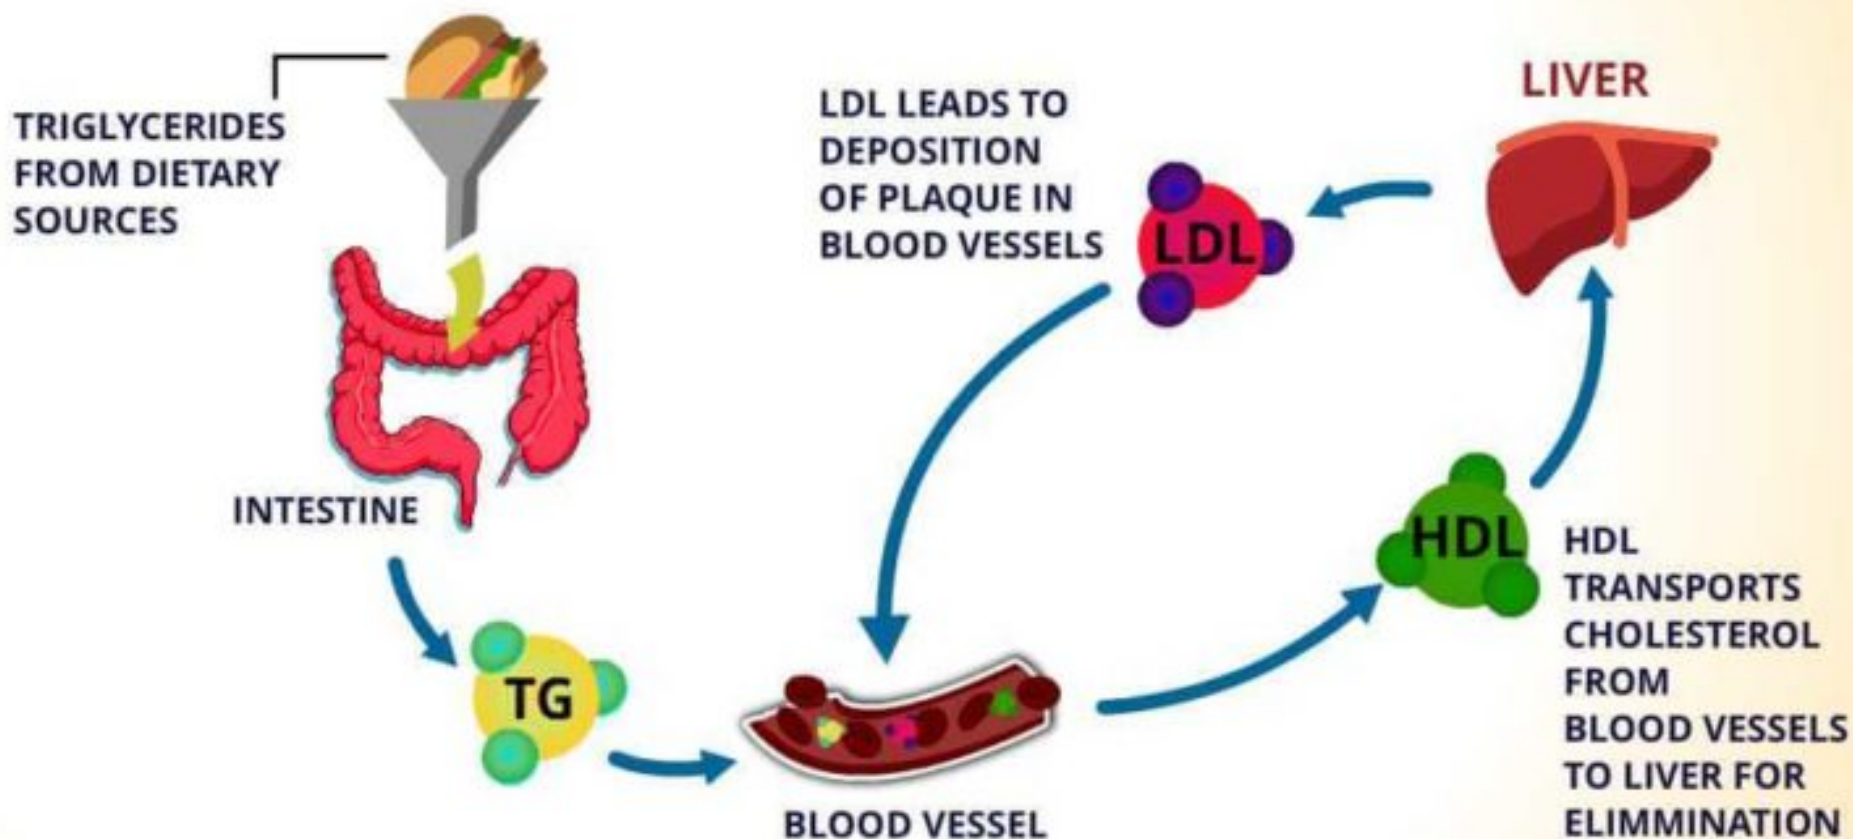 TRIGLYCERIDES
FROM DIETARY
SOURCES
INTESTINE
TG
BLOOD VESSEL
LDL LEADS TO
DEPOSITION
OF PLAQUE IN
BLOOD VESSELS
LDL
LIVER
HDL
HDL
TRANSPORTS
CHOLESTEROL
FROM
BLOOD VESSELS
TO LIVER FOR
ELIMMINATION